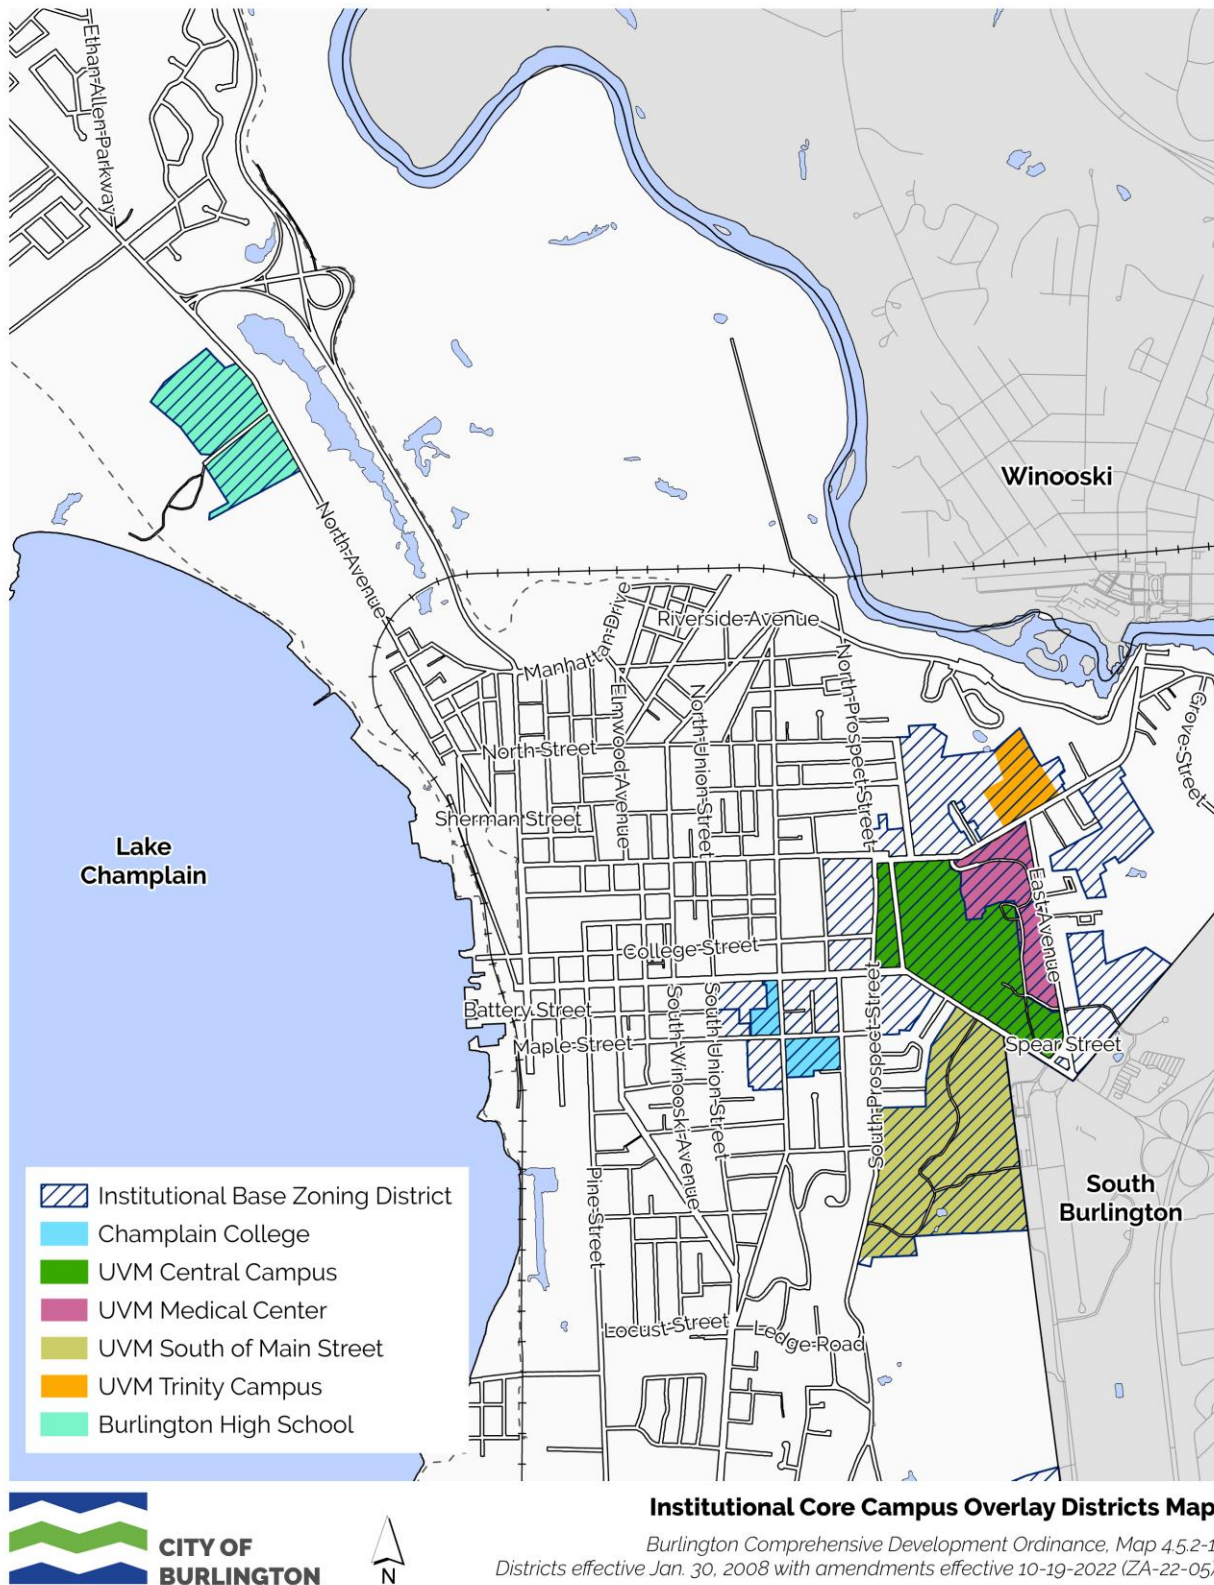 Ethan Allen Parkway
Winooski
North Avenue
Manhattan Drive
Riverside Avenue
North Prospect Street
Grove Street
Elmwood Avenue
North Union Street
North Street
Sherman Street
Lake
Champlain
East Avenue
College Street
South Prospect Street
Battery Street
South Winooski Avenue
South Union Street
Maple Street
Spear Street
Pine Street
South
Burlington
Locust Street
Ledge Road
Institutional Base Zoning District
Champlain College
UVM Central Campus
UVM Medical Center
UVM South of Main Street
UVM Trinity Campus
Burlington High School
CITY OF
BURLINGTON
N
Institutional Core Campus Overlay Districts Map
Burlington Comprehensive Development Ordinance, Map 4.5.2-1
Districts effective Jan. 30, 2008 with amendments effective 10-19-2022 (ZA-22-05)